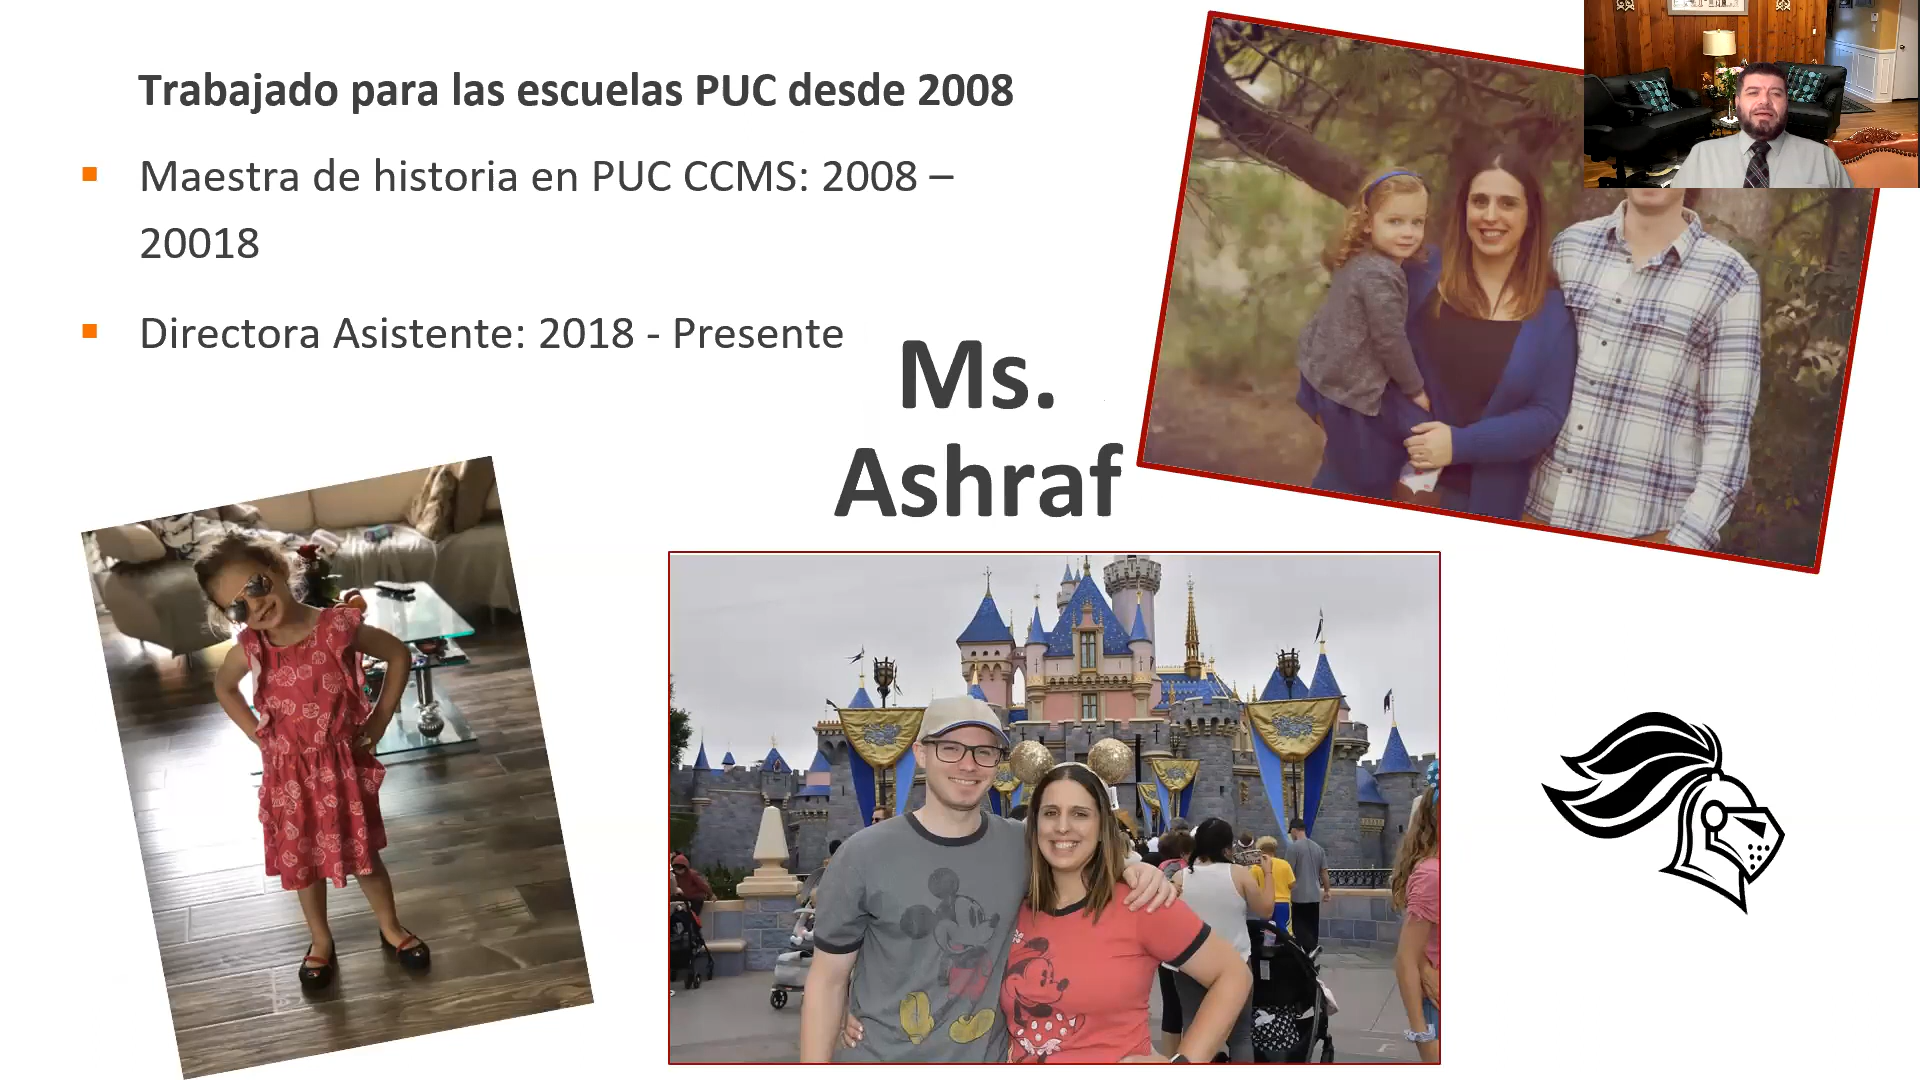 Trabajado para las escuelas PUC desde 2008
Maestra de historia en PUC CCMS: 2008 –
20018
Directora Asistente: 2018 - Presente
Ms.
Ashraf